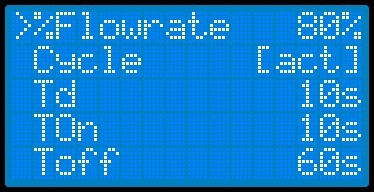 >%Flowrate 80%
Cycle [act]
Td 10s
TOn 10s
Toff 60s